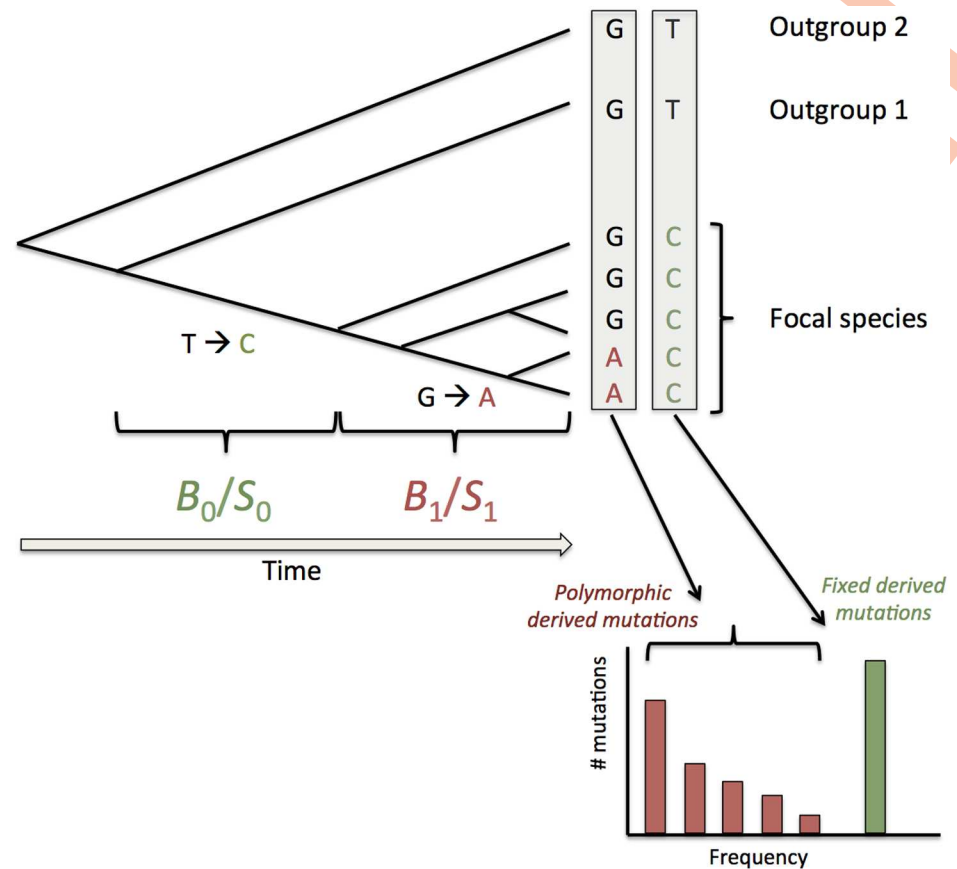 G T Outgroup 2
G T Outgroup 1
G C
G C
G C Focal species
A C
A C
T → C
G → A
B₀/S₀ B₁/S₁
Time
Polymorphic
derived mutations
Fixed derived
mutations
# mutations
Frequency